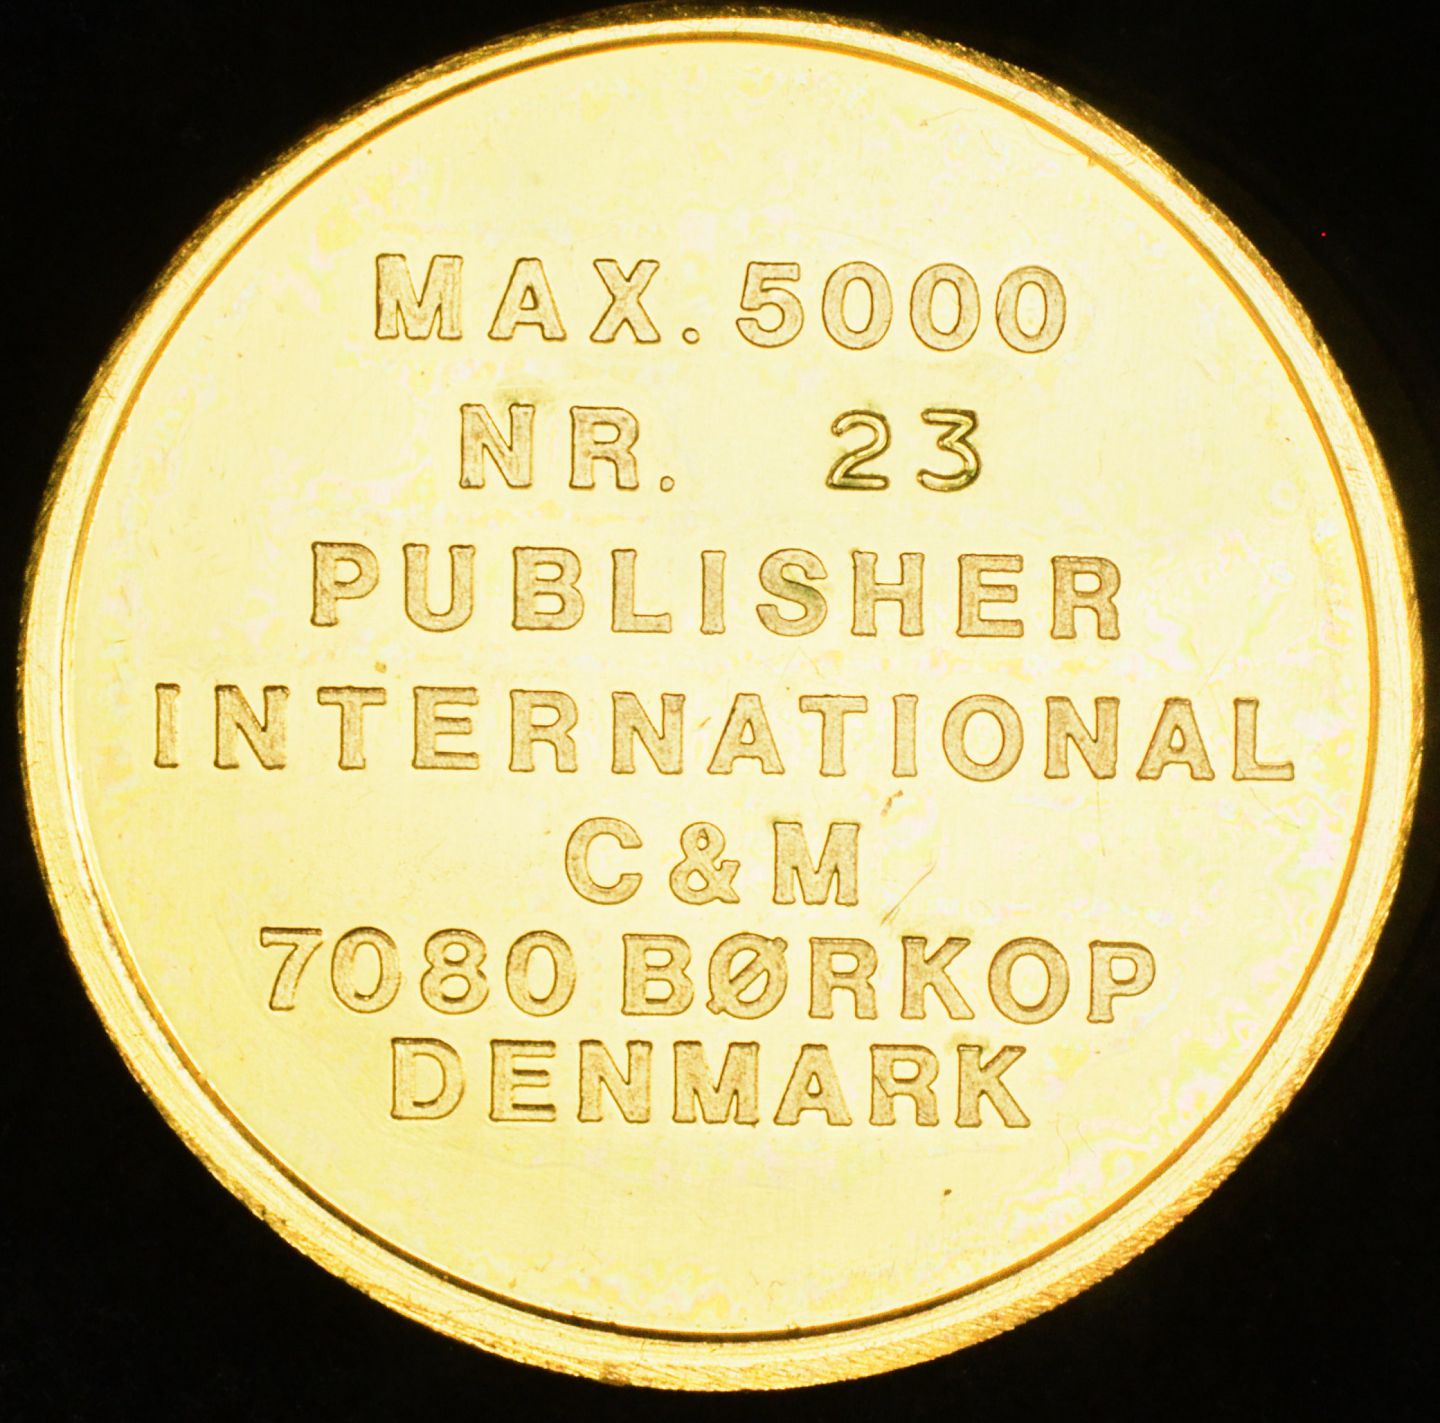 MAX. 5000
NR. 23
PUBLISHER
INTERNATIONAL
C & M
7080 BØRKOP
DENMARK